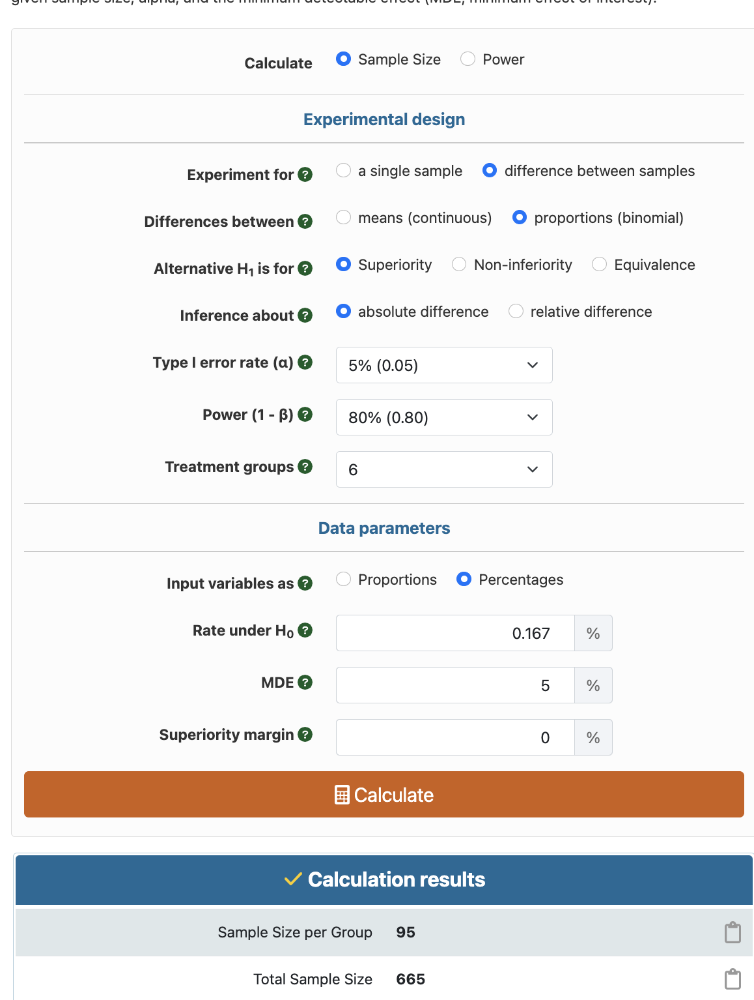 given sample size, alpha, and the minimum detectable effect (MDE, minimum effect of interest).
Calculate Sample Size Power
Experimental design
Experiment for ? a single sample difference between samples
Differences between ? means (continuous) proportions (binomial)
Alternative H₁ is for ? Superiority Non-inferiority Equivalence
Inference about ? absolute difference relative difference
Type I error rate (α) ? 5% (0.05)
Power (1 - β) ? 80% (0.80)
Treatment groups ? 6
Data parameters
Input variables as ? Proportions Percentages
Rate under H₀ ? 0.167 %
MDE ? 5 %
Superiority margin ? 0 %
Calculate
Calculation results
Sample Size per Group 95
Total Sample Size 665